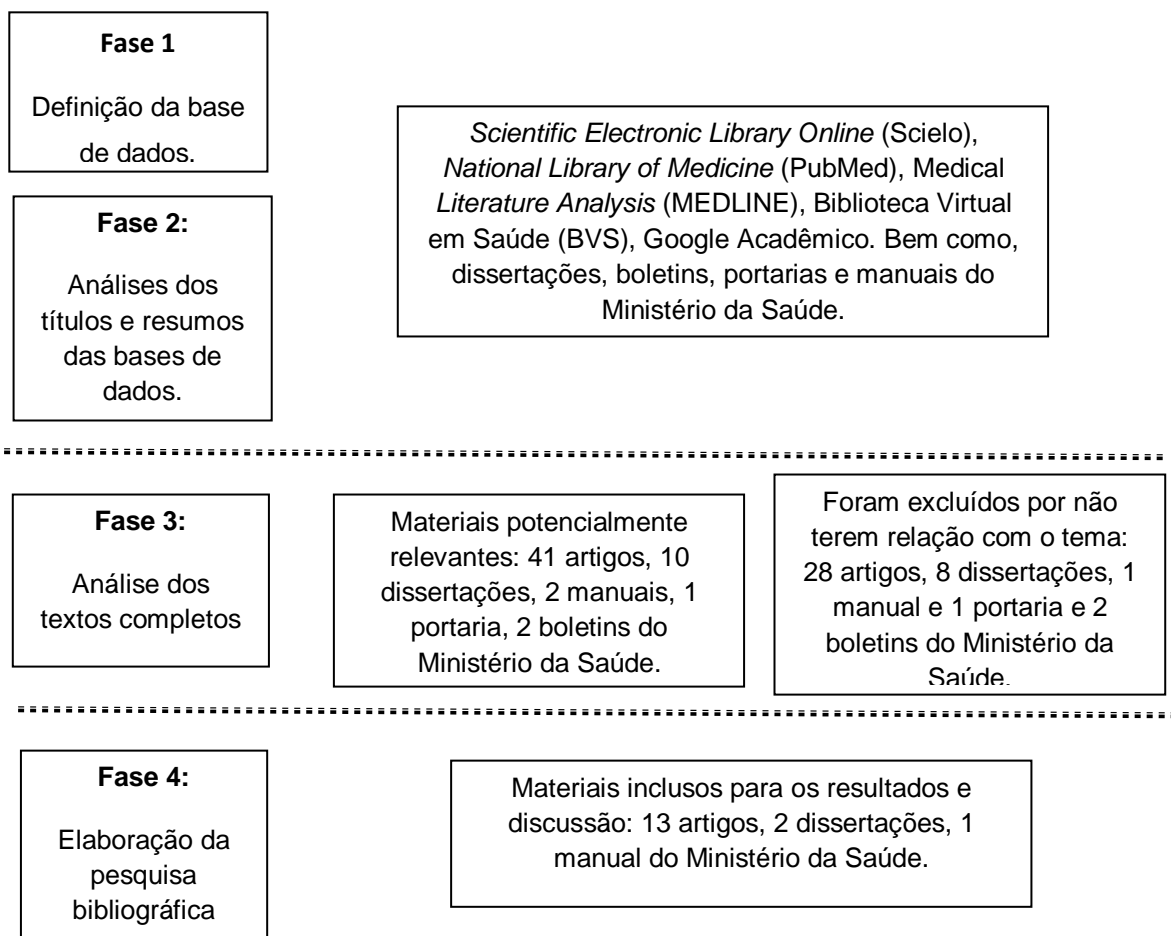 Fase 1
Definição da base
de dados.
Scientific Electronic Library Online (Scielo),
National Library of Medicine (PubMed), Medical
Literature Analysis (MEDLINE), Biblioteca Virtual
em Saúde (BVS), Google Acadêmico. Bem como,
dissertações, boletins, portarias e manuais do
Ministério da Saúde.
Fase 2:
Análises dos
títulos e resumos
das bases de
dados.
Fase 3:
Análise dos
textos completos
Materiais potencialmente
relevantes: 41 artigos, 10
dissertações, 2 manuais, 1
portaria, 2 boletins do
Ministério da Saúde.
Foram excluídos por não
terem relação com o tema:
28 artigos, 8 dissertações, 1
manual e 1 portaria e 2
boletins do Ministério da
Saúde.
Fase 4:
Elaboração da
pesquisa
bibliográfica
Materiais inclusos para os resultados e
discussão: 13 artigos, 2 dissertações, 1
manual do Ministério da Saúde.